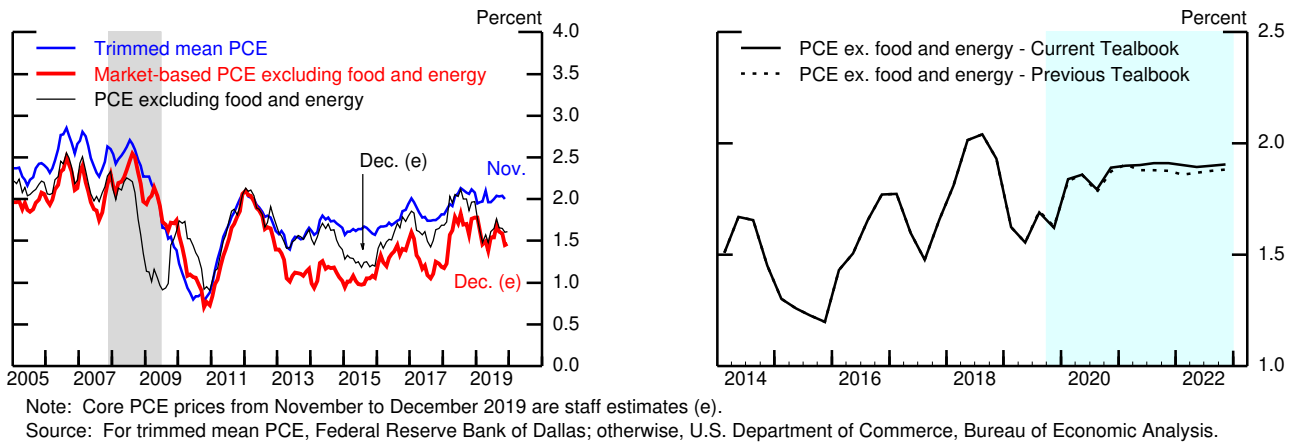 Percent
4.0
3.5
3.0
2.5
2.0
1.5
1.0
0.5
0.0
Trimmed mean PCE
Market-based PCE excluding food and energy
PCE excluding food and energy
Dec. (e)
Nov.
Dec. (e)
2005 2007 2009 2011 2013 2015 2017 2019
Percent
2.5
2.0
1.5
1.0
PCE ex. food and energy - Current Tealbook
PCE ex. food and energy - Previous Tealbook
2014 2016 2018 2020 2022
Note: Core PCE prices from November to December 2019 are staff estimates (e).
Source: For trimmed mean PCE, Federal Reserve Bank of Dallas; otherwise, U.S. Department of Commerce, Bureau of Economic Analysis.